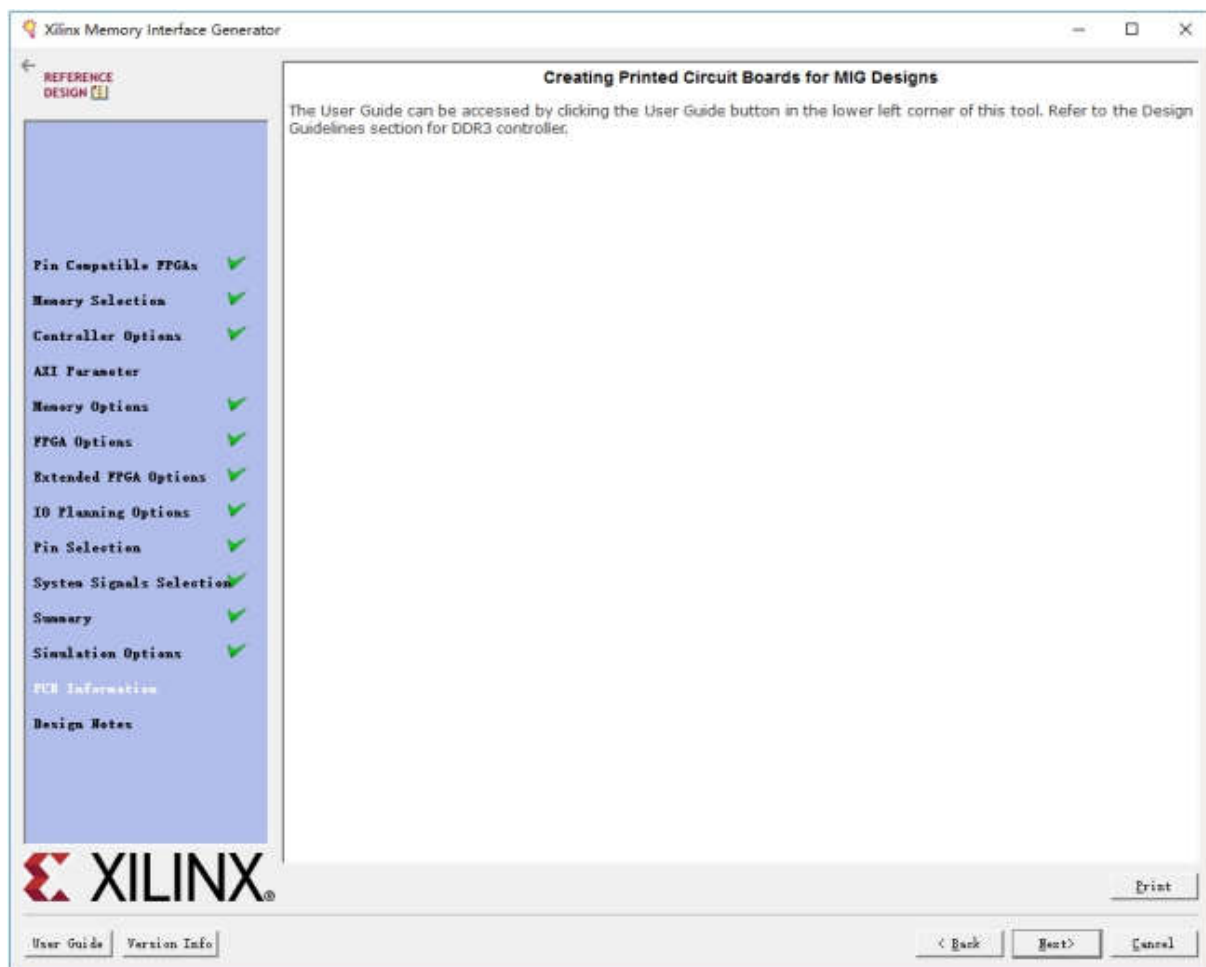 Xilinx Memory Interface Generator
REFERENCE
DESIGN
Creating Printed Circuit Boards for MIG Designs
The User Guide can be accessed by clicking the User Guide button in the lower left corner of this tool. Refer to the Design
Guidelines section for DDR3 controller.
Pin Compatible FPGAs
Memory Selection
Controller Options
AXI Parameter
Memory Options
FPGA Options
Extended FPGA Options
IO Planning Options
Pin Selection
System Signals Selection
Summary
Simulation Options
PCB Information
Design Notes
XILINX®
Print
User Guide Version Info < Back Next> Cancel